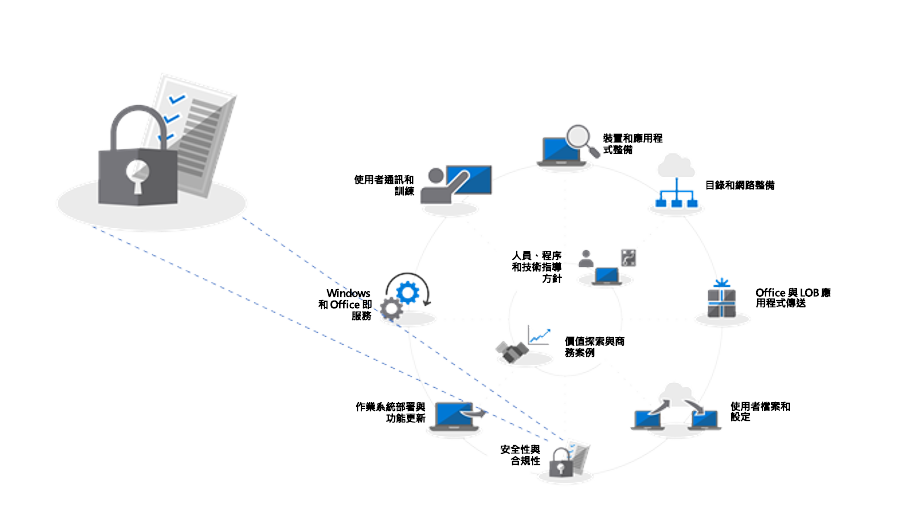 裝置和應用程
式整備
使用者通訊和
訓練
目錄和網路整備
人員、程序
和技術指導
方針
Windows
和 Office 即
服務
Office 與 LOB 應
用程式傳送
價值探索與商
務案例
作業系統部署與
功能更新
使用者檔案和
設定
安全性與
合規性